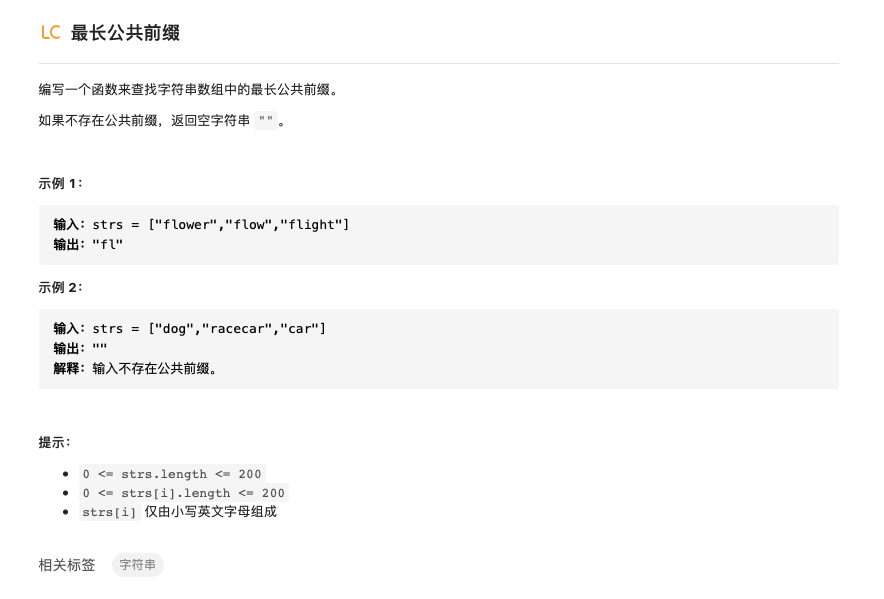 LC 最长公共前缀
编写一个函数来查找字符串数组中的最长公共前缀。
如果不存在公共前缀，返回空字符串 ""。
示例 1：
输入：strs = ["flower","flow","flight"]
输出："fl"
示例 2：
输入：strs = ["dog","racecar","car"]
输出：""
解释：输入不存在公共前缀。
提示：
• 0 <= strs.length <= 200
• 0 <= strs[i].length <= 200
• strs[i] 仅由小写英文字母组成
相关标签 字符串